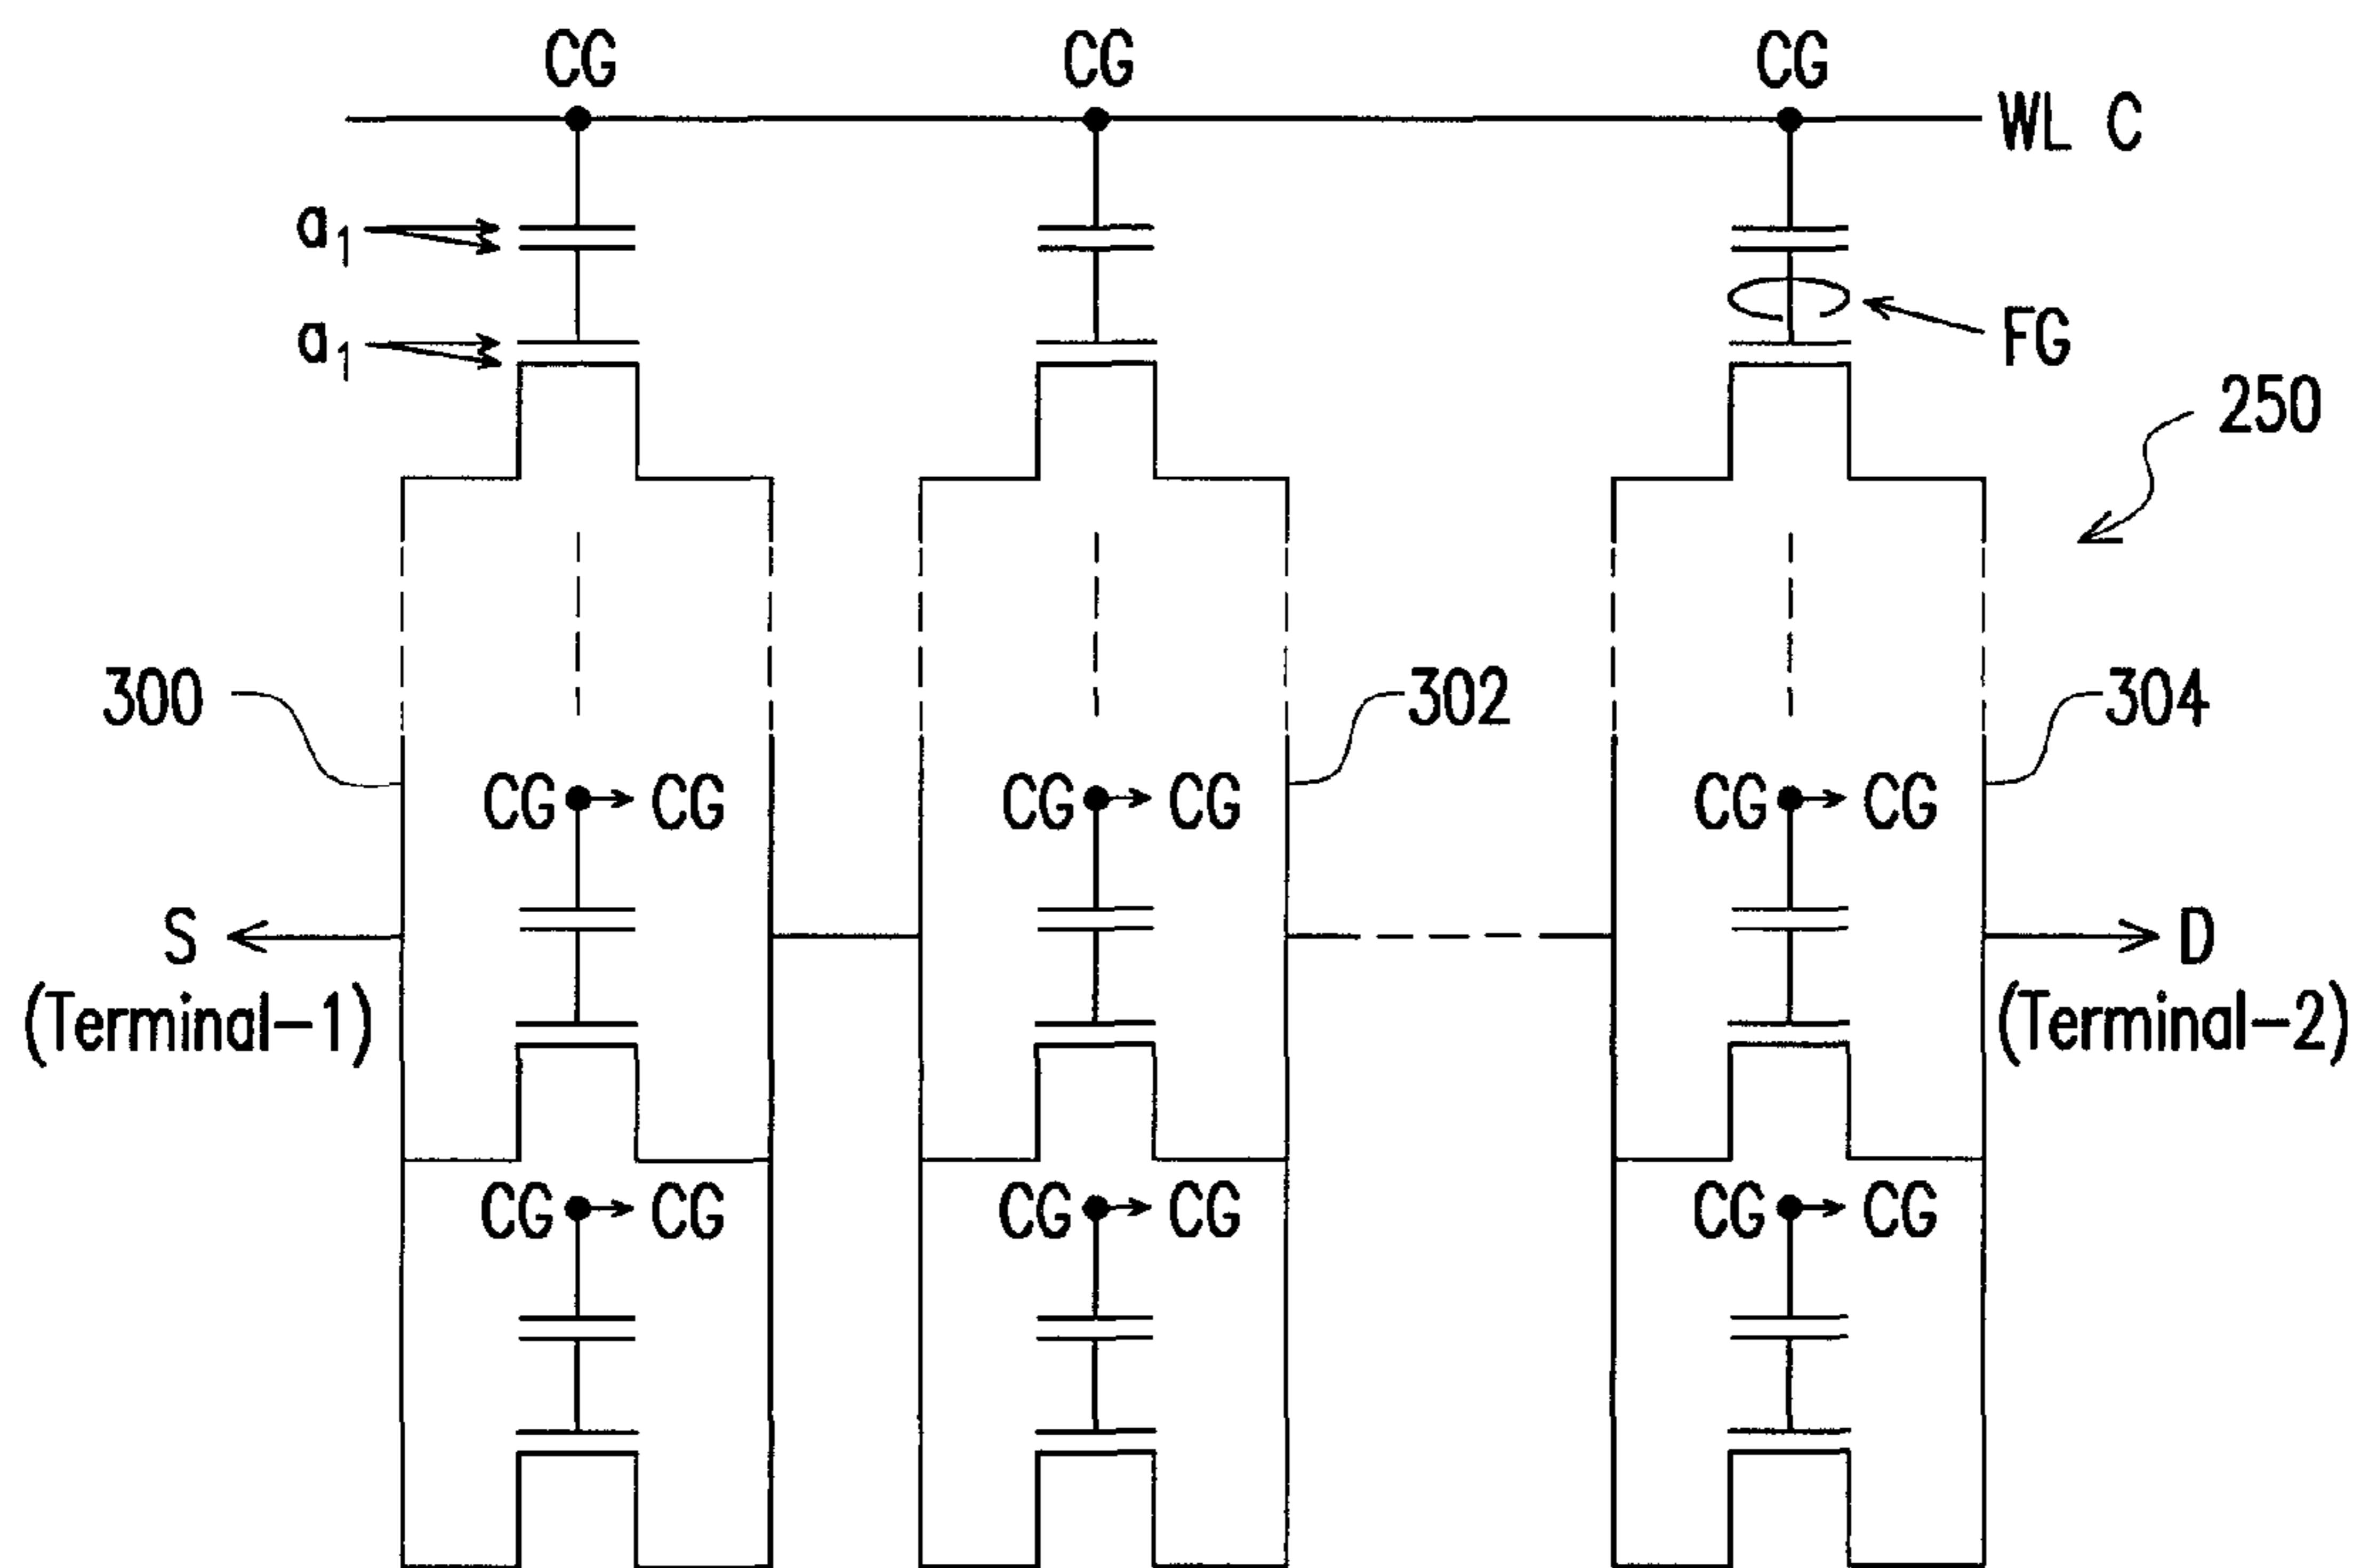 CG CG CG
WL C
a1
a1
FG
250
300 302 304
CG CG CG CG CG CG
S D
(Terminal-1) (Terminal-2)
CG CG CG CG CG CG